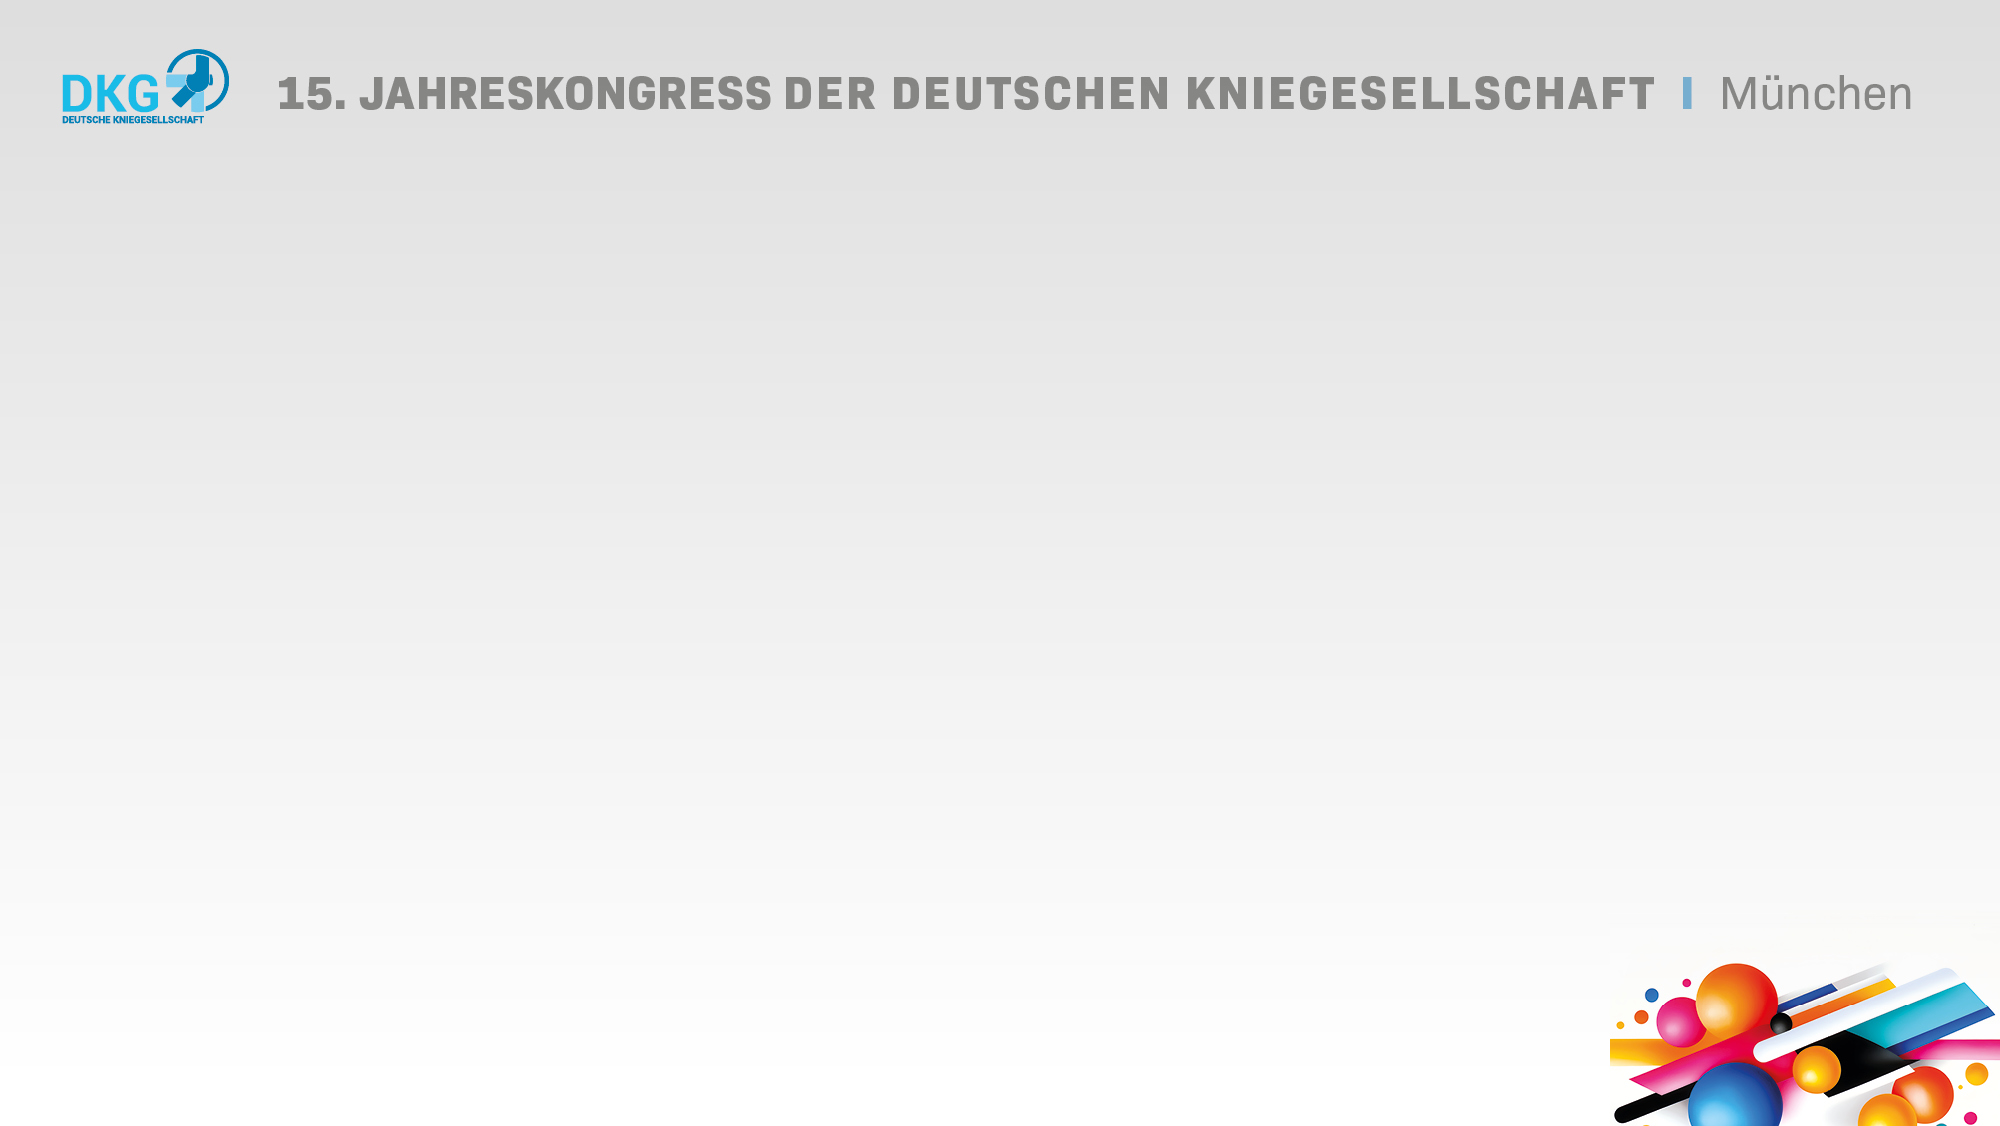 DKG
DEUTSCHE KNIEGESELLSCHAFT
15. JAHRESKONGRESS DER DEUTSCHEN KNIEGESELLSCHAFT I München